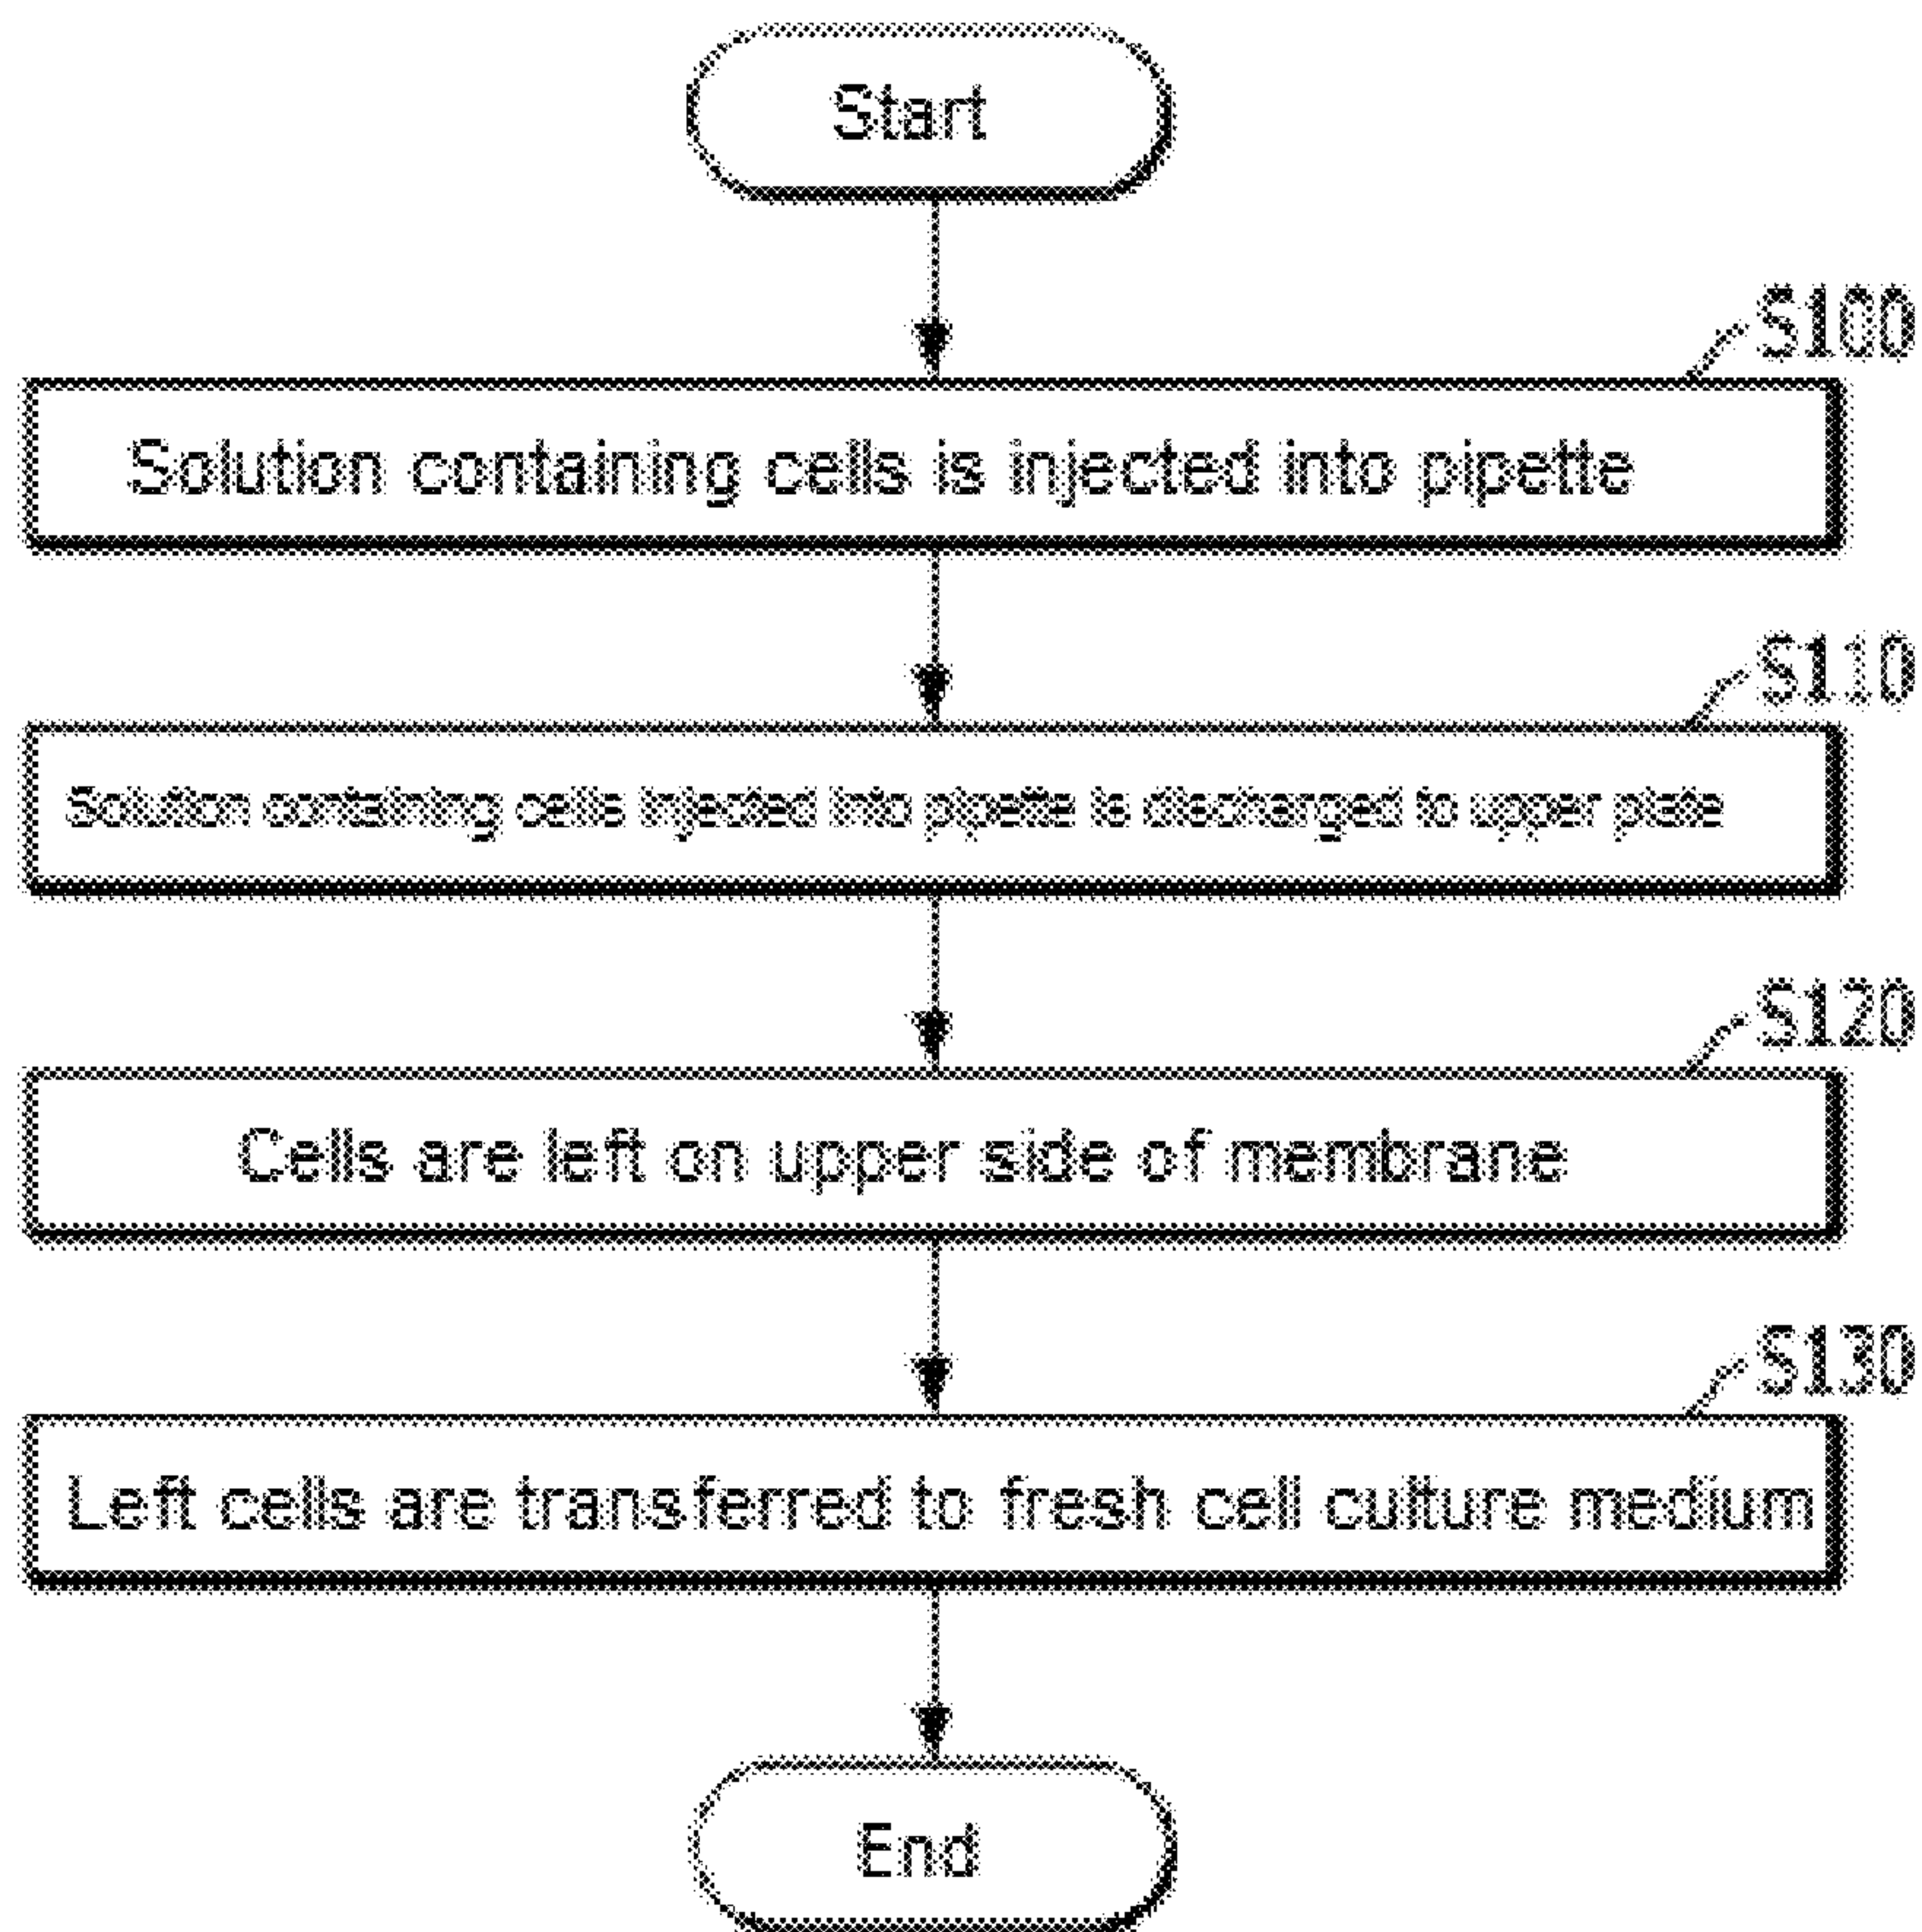 Start
S100
Solution containing cells is injected into pipette
S110
Solution containing cells injected into pipette is discharged to upper plate
S120
Cells are left on upper side of membrane
S130
Left cells are transferred to fresh cell culture medium
End